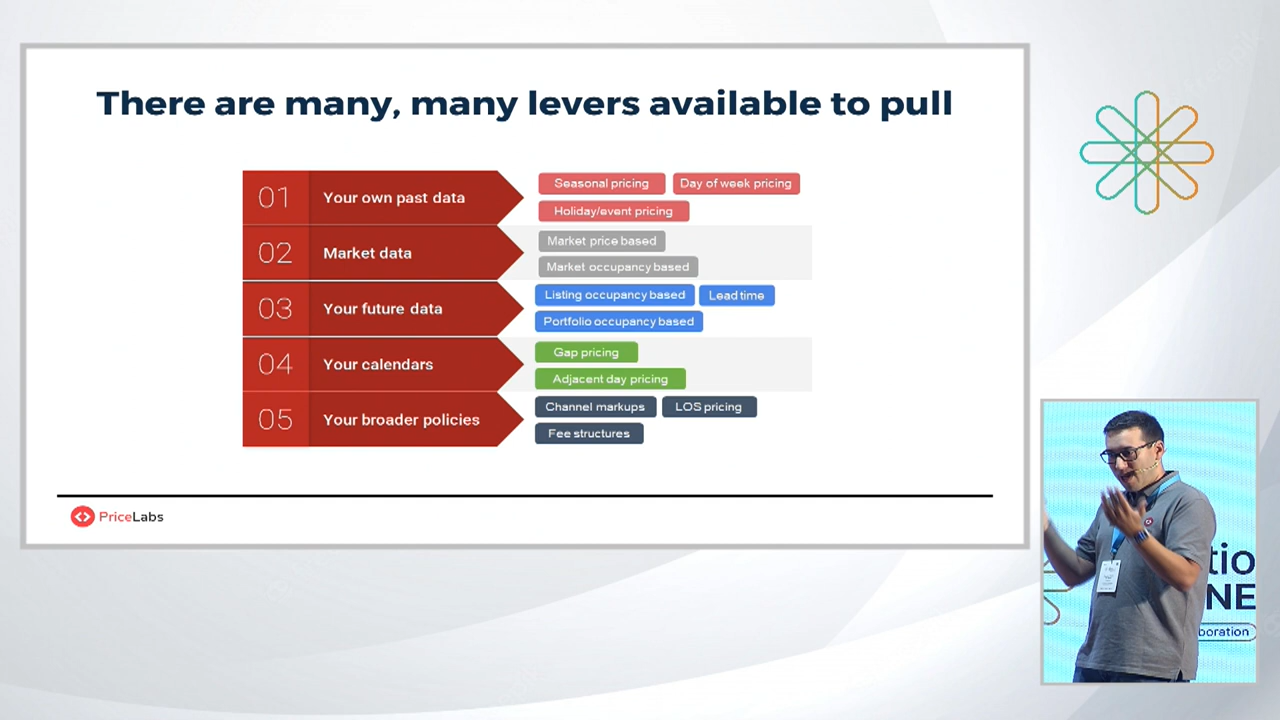 There are many, many levers available to pull
01 Your own past data
Seasonal pricing Day of week pricing
Holiday/event pricing
02 Market data
Market price based
Market occupancy based
03 Your future data
Listing occupancy based Lead time
Portfolio occupancy based
04 Your calendars
Gap pricing
Adjacent day pricing
05 Your broader policies
Channel markups LOS pricing
Fee structures
PriceLabs
tio
NE
boration